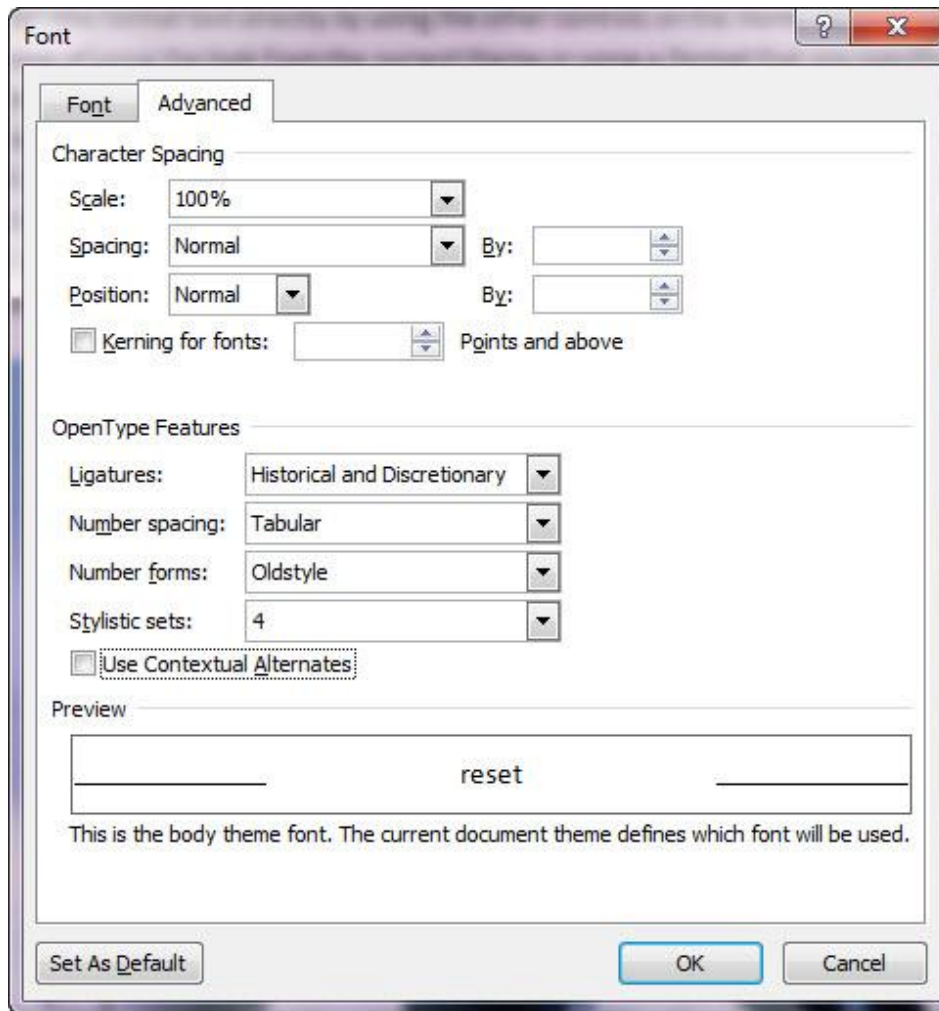 Font
?
Font Advanced
Character Spacing
Scale: 100%
Spacing: Normal By:
Position: Normal By:
Kerning for fonts: Points and above
OpenType Features
Ligatures: Historical and Discretionary
Number spacing: Tabular
Number forms: Oldstyle
Stylistic sets: 4
Use Contextual Alternates
Preview
reset
This is the body theme font. The current document theme defines which font will be used.
Set As Default OK Cancel